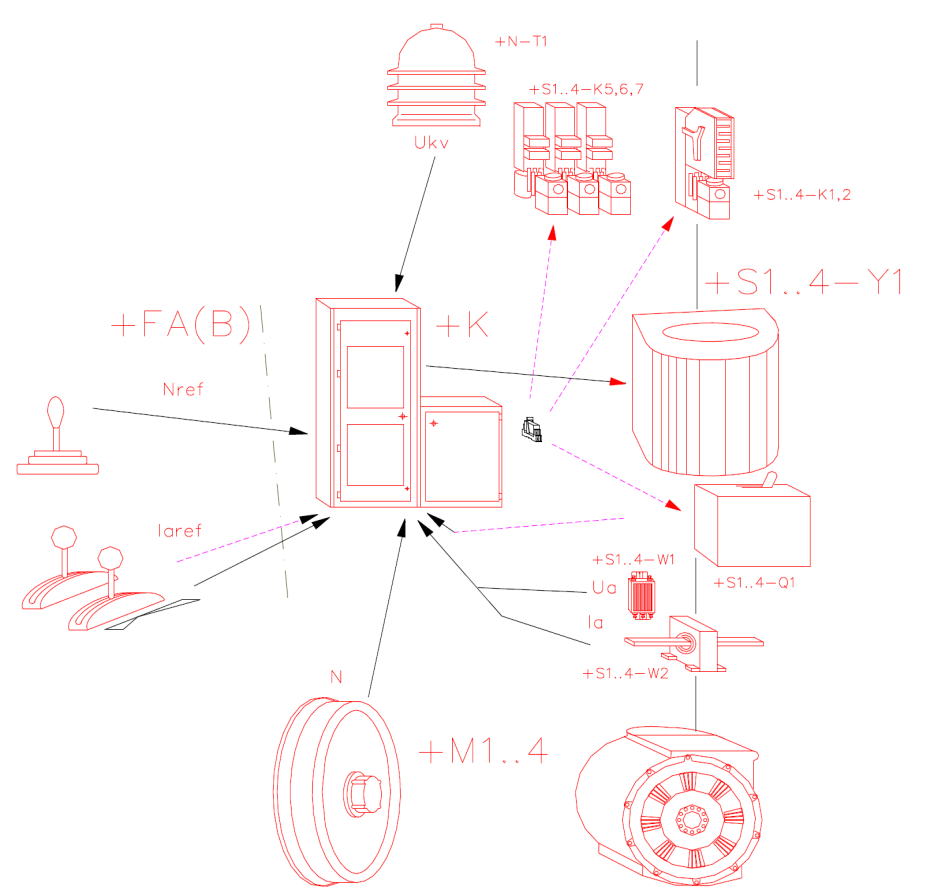 +N-T1
+S1..4-K5,6,7
Ukv
+S1..4-K1,2
+S1..4-Y1
+FA(B)
+K
Nref
Iaref
+S1..4-W1
+S1..4-Q1
Ua
Ia
+S1..4-W2
N
+M1..4